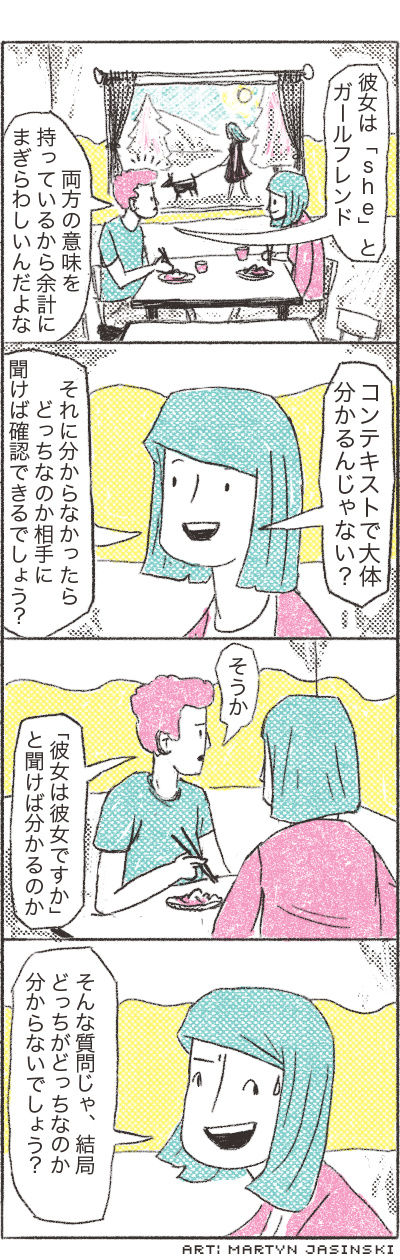 彼女は「she」と
ガールフレンド
両方の意味を
持っているから余計に
まぎらわしいんだよな
コンテキストで大体
分かるんじゃない？
それに分からなかったら
どっちなのか相手に
聞けば確認できるでしょう？
そうか
「彼女は彼女ですか」
と聞けば分かるのか
そんな質問じゃ、結局
どっちがどっちなのか
分からないでしょう？
ART: MARTYN JASINSKI